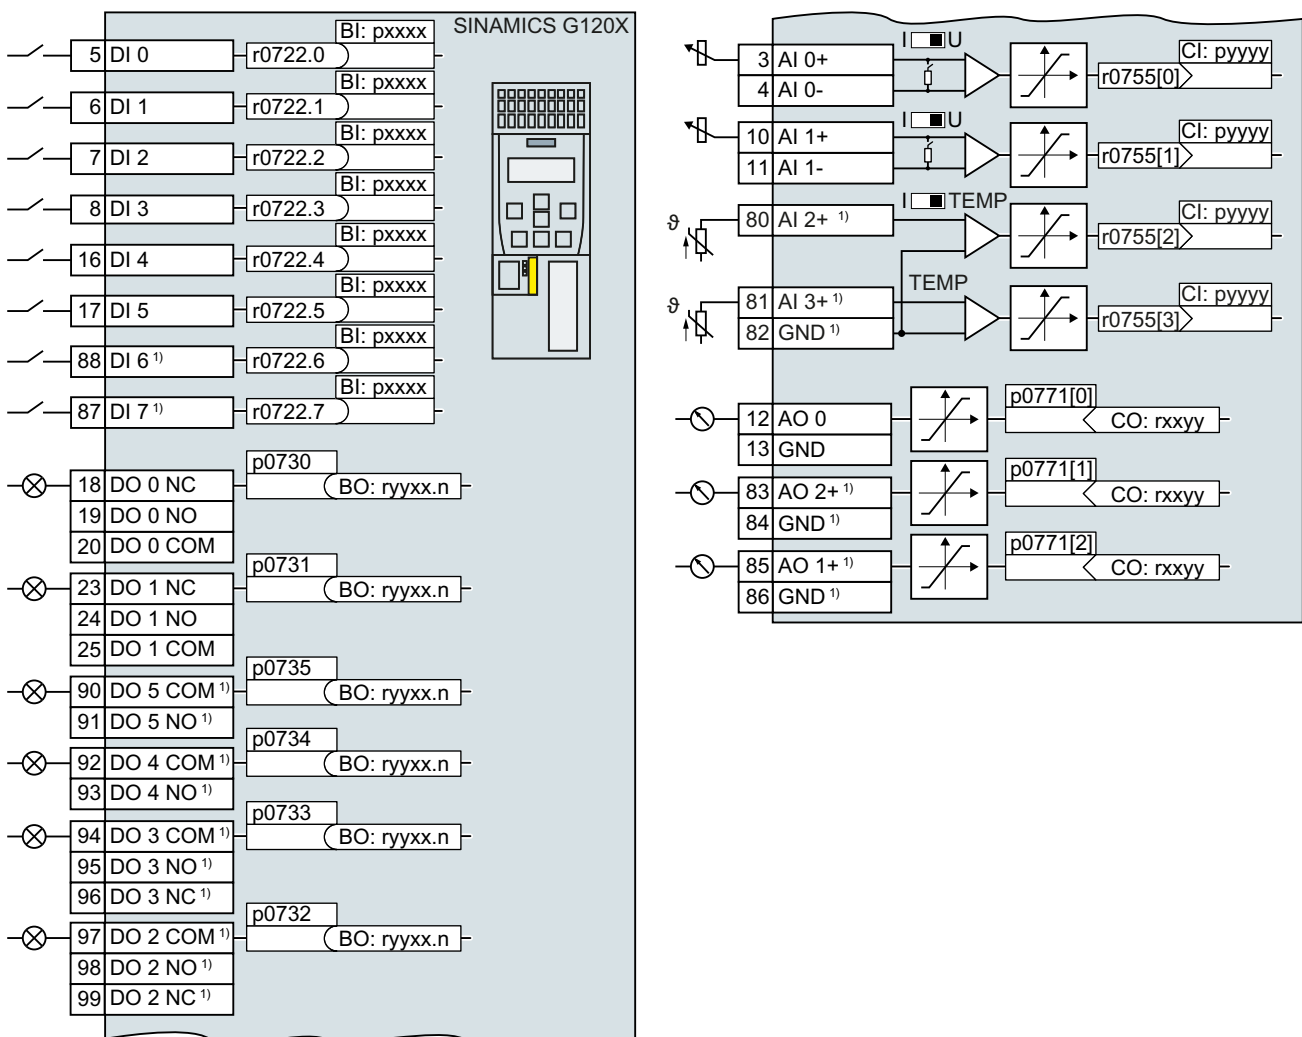 SINAMICS G120X
BI: pxxxx
5 DI 0 r0722.0
BI: pxxxx
6 DI 1 r0722.1
BI: pxxxx
7 DI 2 r0722.2
BI: pxxxx
8 DI 3 r0722.3
BI: pxxxx
16 DI 4 r0722.4
BI: pxxxx
17 DI 5 r0722.5
BI: pxxxx
88 DI 6 1) r0722.6
BI: pxxxx
87 DI 7 1) r0722.7
p0730
18 DO 0 NC BO: ryyxx.n
19 DO 0 NO
20 DO 0 COM
p0731
23 DO 1 NC BO: ryyxx.n
24 DO 1 NO
25 DO 1 COM
p0735
90 DO 5 COM 1) BO: ryyxx.n
91 DO 5 NO 1)
p0734
92 DO 4 COM 1) BO: ryyxx.n
93 DO 4 NO 1)
p0733
94 DO 3 COM 1) BO: ryyxx.n
95 DO 3 NO 1)
96 DO 3 NC 1)
p0732
97 DO 2 COM 1) BO: ryyxx.n
98 DO 2 NO 1)
99 DO 2 NC 1)
I U
CI: pyyyy
3 AI 0+
r0755[0]
4 AI 0-
I U
CI: pyyyy
10 AI 1+
r0755[1]
11 AI 1-
I TEMP
CI: pyyyy
ϑ
80 AI 2+ 1)
r0755[2]
TEMP
CI: pyyyy
ϑ
81 AI 3+ 1)
r0755[3]
82 GND 1)
p0771[0]
12 AO 0 CO: rxxyy
13 GND
p0771[1]
83 AO 2+ 1) CO: rxxyy
84 GND 1)
p0771[2]
85 AO 1+ 1) CO: rxxyy
86 GND 1)